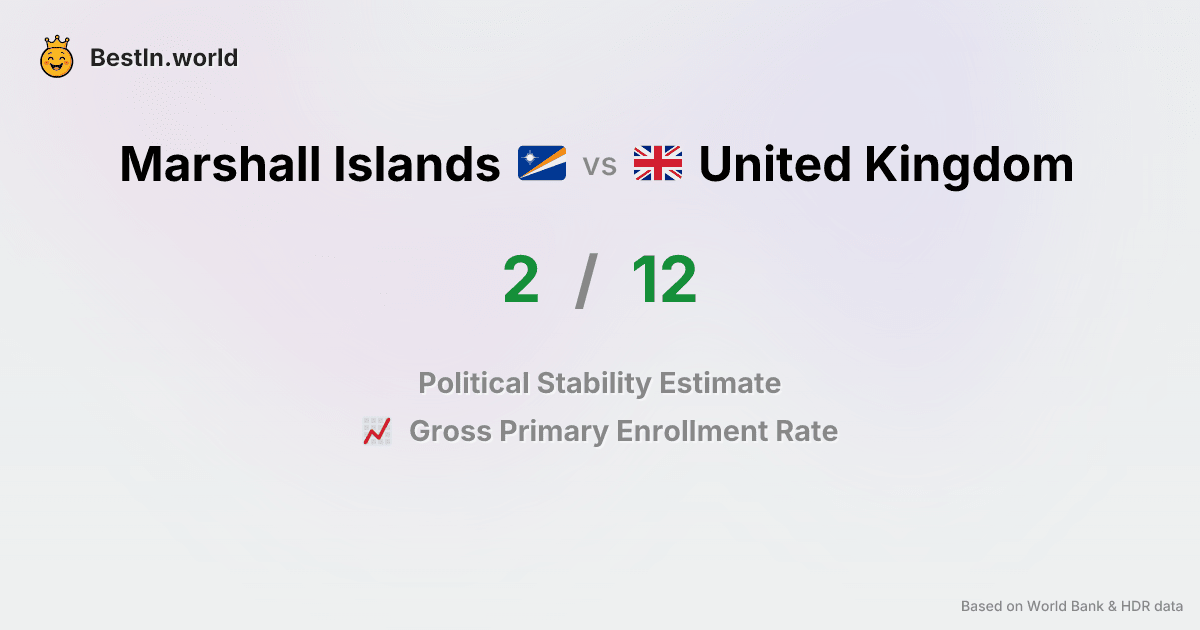 BestIn.world
Marshall Islands vs United Kingdom
2 / 12
Political Stability Estimate
Gross Primary Enrollment Rate
Based on World Bank & HDR data